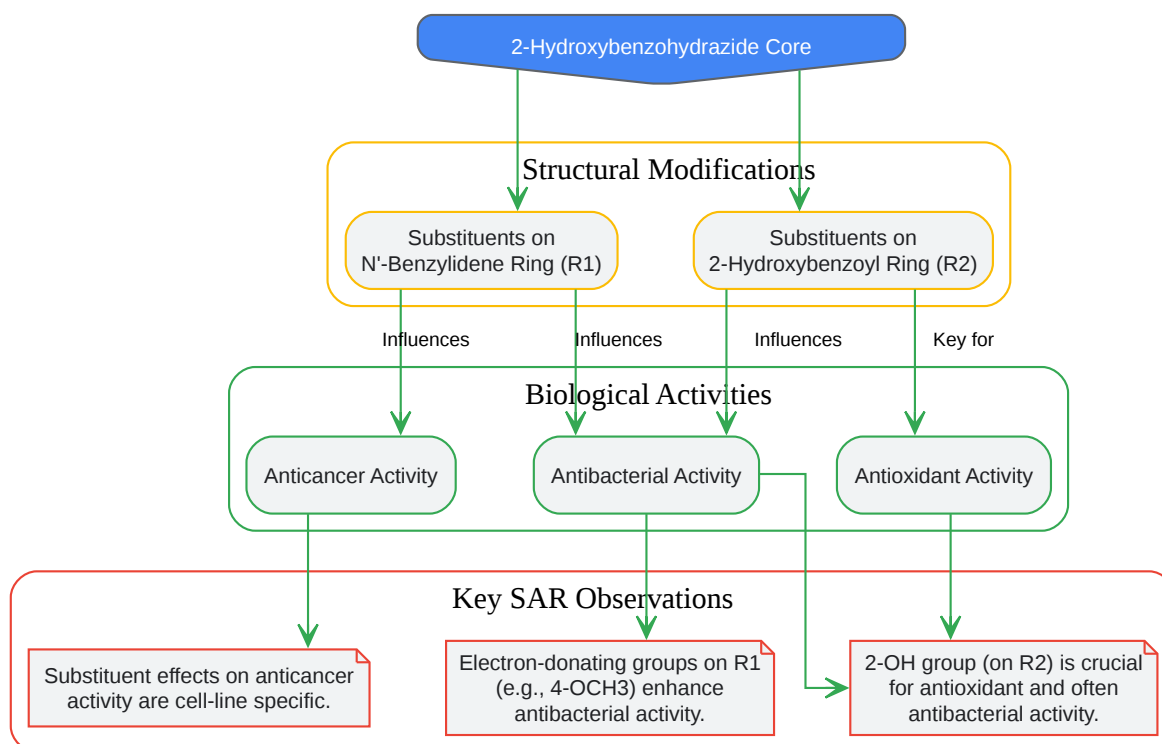 2-Hydroxybenzohydrazide Core
Structural Modifications
Substituents on
N'-Benzylidene Ring (R1)
Substituents on
2-Hydroxybenzoyl Ring (R2)
Influences
Influences
Influences
Key for
Biological Activities
Anticancer Activity
Antibacterial Activity
Antioxidant Activity
Key SAR Observations
Substituent effects on anticancer
activity are cell-line specific.
Electron-donating groups on R1
(e.g., 4-OCH3) enhance
antibacterial activity.
2-OH group (on R2) is crucial
for antioxidant and often
antibacterial activity.